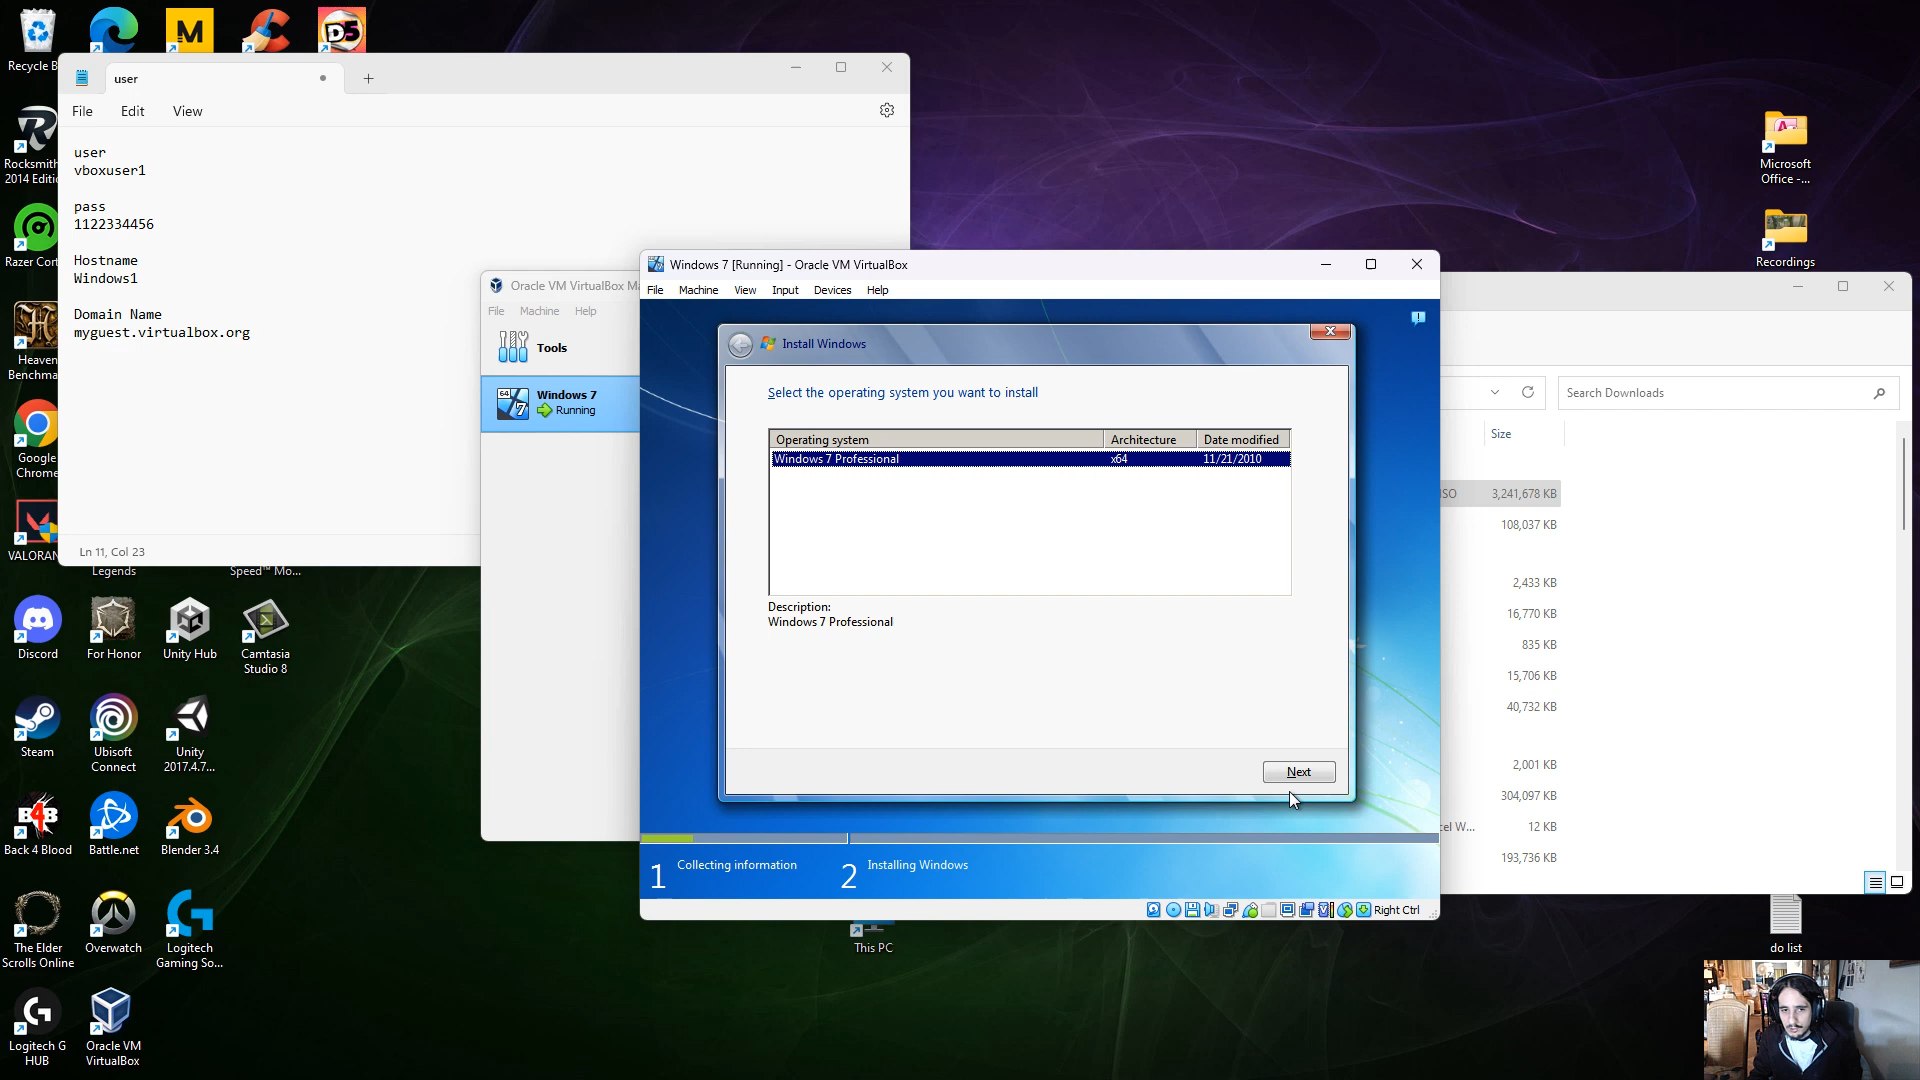 Recycle B
Rocksmith
2014 Editi
Razer Cort
Heaven
Benchma
Google
Chrome
VALORAN
Legends
Speed™ Mo...
Discord
For Honor
Unity Hub
Camtasia
Studio 8
Steam
Ubisoft
Connect
Unity
2017.4.7...
Back 4 Blood
Battle.net
Blender 3.4
The Elder
Scrolls Online
Overwatch
Logitech
Gaming So...
Logitech G
HUB
Oracle VM
VirtualBox
M
D5
B4B
user
File Edit View
user
vboxuser1
pass
1122334456
Hostname
Windows1
Domain Name
myguest.virtualbox.org
Ln 11, Col 23
Oracle VM VirtualBox Ma
File Machine Help
Tools
64
7
Windows 7
Running
Windows 7 [Running] - Oracle VM VirtualBox
File Machine View Input Devices Help
Install Windows
Select the operating system you want to install
Operating system Architecture Date modified
Windows 7 Professional x64 11/21/2010
Description:
Windows 7 Professional
Next
1 Collecting information
2 Installing Windows
Right Ctrl
This PC
Microsoft
Office -...
Recordings
Search Downloads
Size
ISO 3,241,678 KB
108,037 KB
2,433 KB
16,770 KB
835 KB
15,706 KB
40,732 KB
2,001 KB
304,097 KB
cel W... 12 KB
193,736 KB
do list